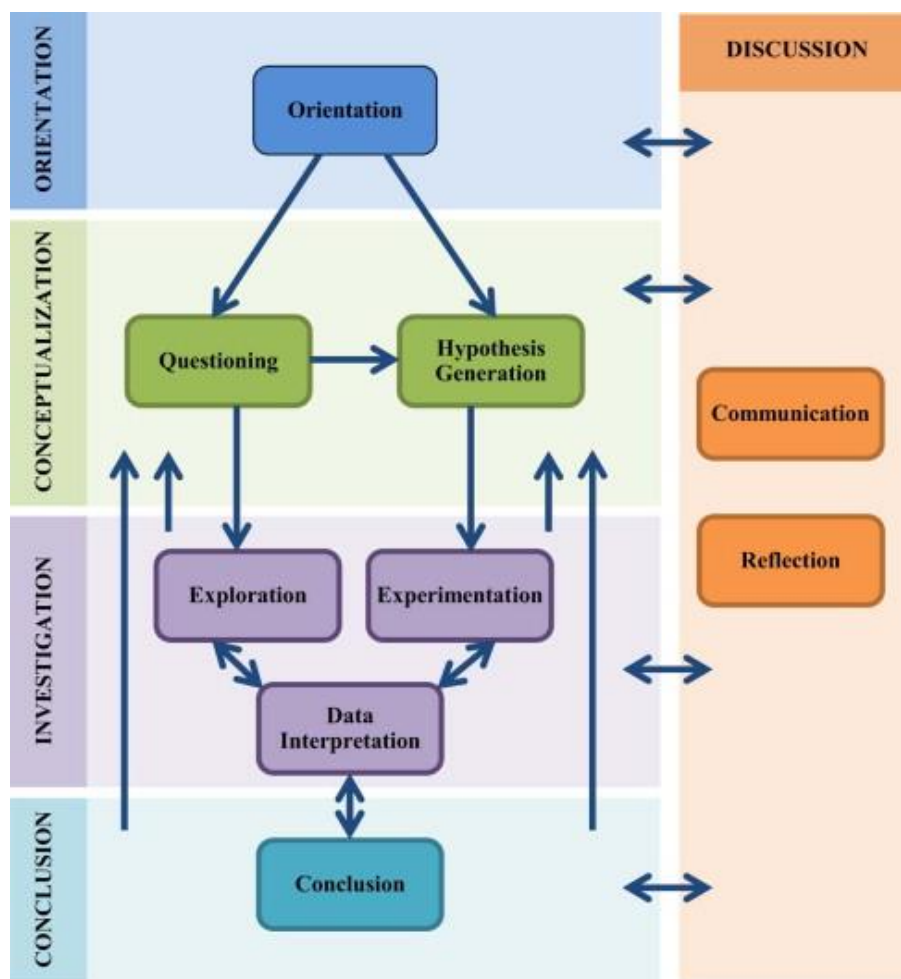 ORIENTATION
Orientation
CONCEPTUALIZATION
Questioning
Hypothesis
Generation
INVESTIGATION
Exploration
Experimentation
Data
Interpretation
CONCLUSION
Conclusion
DISCUSSION
Communication
Reflection